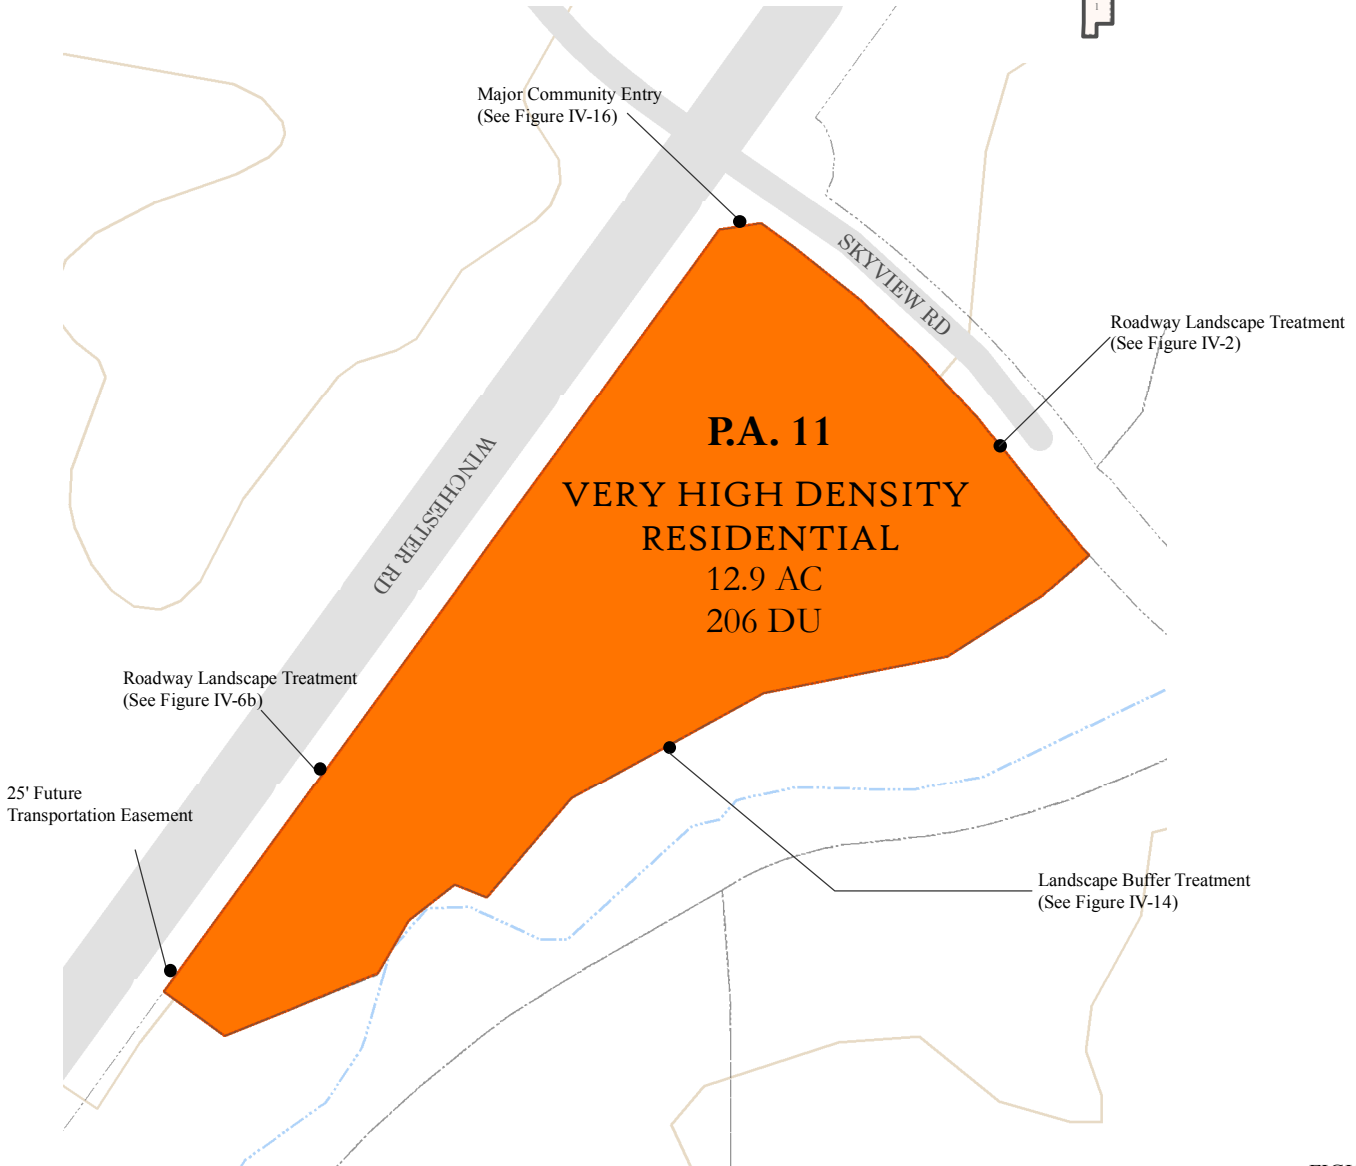 Major Community Entry
(See Figure IV-16)
SKYVIEW RD
Roadway Landscape Treatment
(See Figure IV-2)
P.A. 11
VERY HIGH DENSITY
RESIDENTIAL
12.9 AC
206 DU
WINCHESTER RD
Roadway Landscape Treatment
(See Figure IV-6b)
25' Future
Transportation Easement
Landscape Buffer Treatment
(See Figure IV-14)